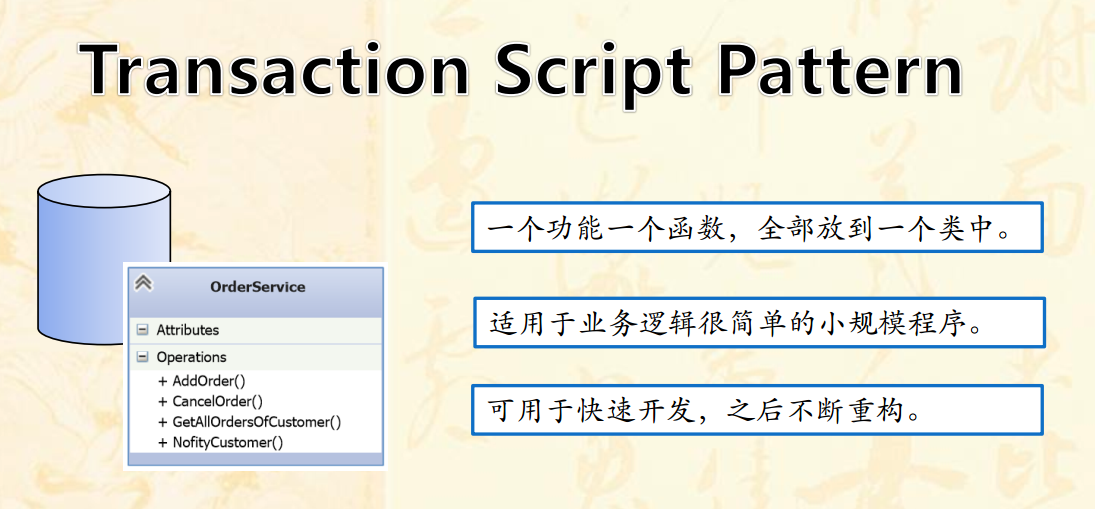 Transaction Script Pattern
OrderService
Attributes
Operations
+ AddOrder()
+ CancelOrder()
+ GetAllOrdersOfCustomer()
+ NofityCustomer()
一个功能一个函数，全部放到一个类中。
适用于业务逻辑很简单的小规模程序。
可用于快速开发，之后不断重构。